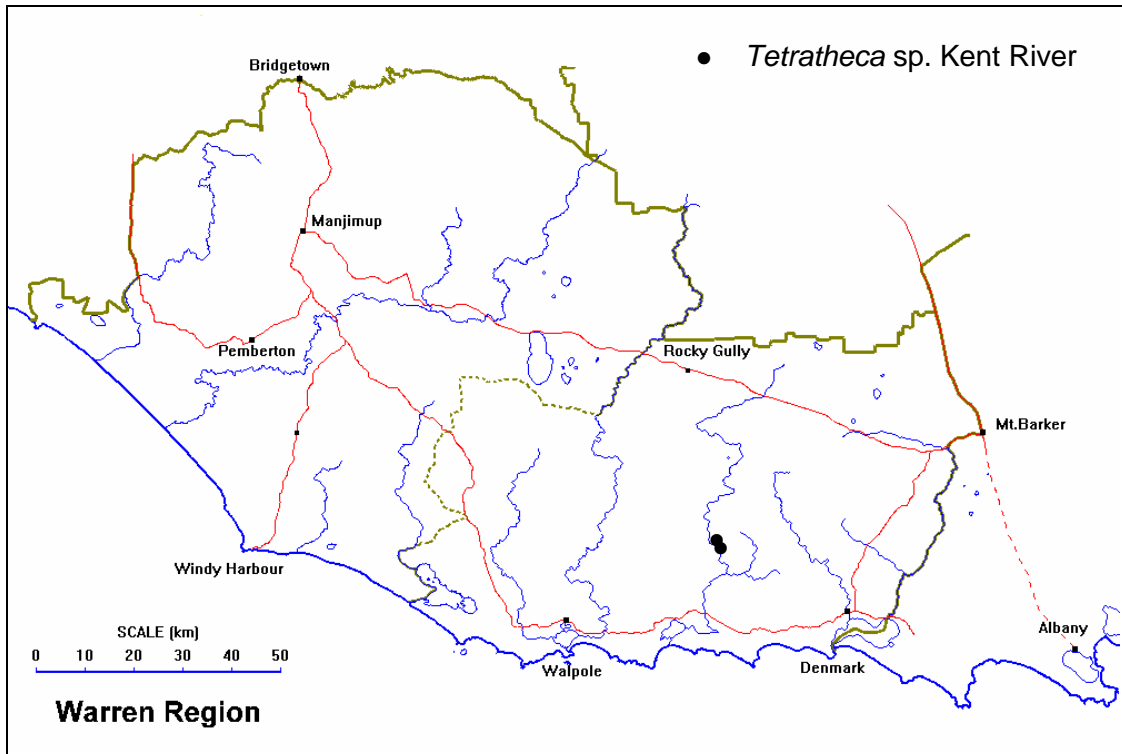 ● Tetratheca sp. Kent River
Bridgetown
Manjimup
Pemberton
Rocky Gully
Mt.Barker
Windy Harbour
Walpole
Denmark
Albany
SCALE (km)
0 10 20 30 40 50
Warren Region